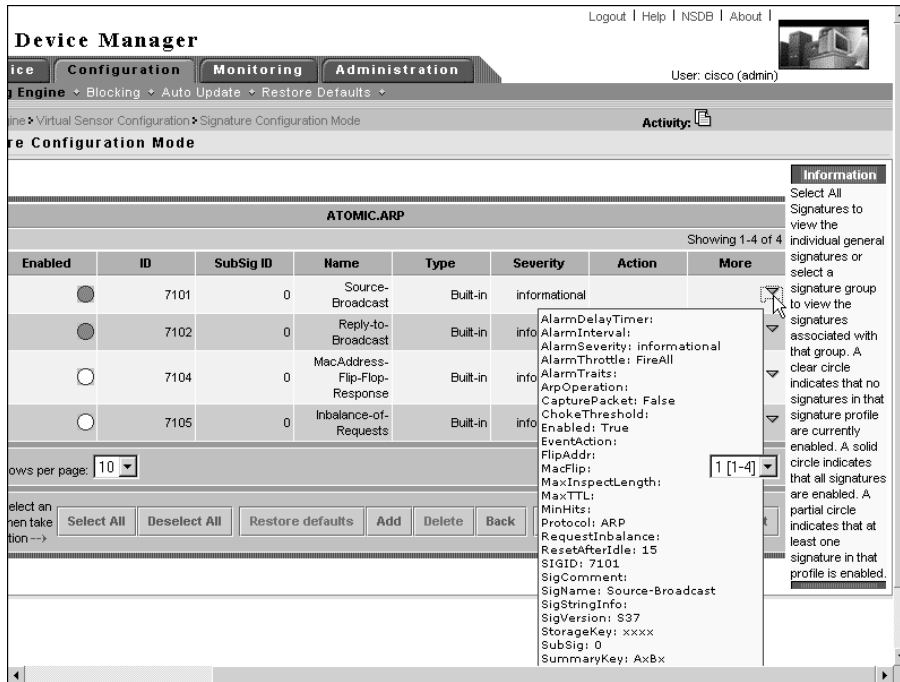 Logout | Help | NSDB | About |
Device Manager
ice Configuration Monitoring Administration
User: cisco (admin)
g Engine Blocking Auto Update Restore Defaults
ine Virtual Sensor Configuration Signature Configuration Mode Activity:
re Configuration Mode
Information
Select All
Signatures to
view the
individual general
signatures or
select a
signature group
to view the
signatures
associated with
that group. A
clear circle
indicates that no
signatures in that
signature profile
are currently
enabled. A solid
circle indicates
that all signatures
are enabled. A
partial circle
indicates that at
least one
signature in that
profile is enabled.
ATOMIC.ARP
Showing 1-4 of 4
Enabled ID SubSig ID Name Type Severity Action More
7101 0 Source-Broadcast Built-in informational
7102 0 Reply-to-Broadcast Built-in info
7104 0 MacAddress-Flip-Flop-Response Built-in info
7105 0 Inbalance-of-Requests Built-in info
AlarmDelayTimer:
AlarmInterval:
AlarmSeverity: informational
AlarmThrottle: FireAll
AlarmTraits:
ArpOperation:
CapturePacket: False
ChokeThreshold:
Enabled: True
EventAction:
FlipAddr:
MacFlip:
MaxInspectLength:
MaxTTL:
MinHits:
Protocol: ARP
RequestInbalance:
ResetAfterIdle: 15
SIGID: 7101
SigComment:
SigName: Source-Broadcast
SigStringInfo:
SigVersion: S37
StorageKey: xxxx
SubSig: 0
SummaryKey: AxBx
ows per page: 10
1 [1-4]
elect an
hen take
tion -->
Select All Deselect All Restore defaults Add Delete Back